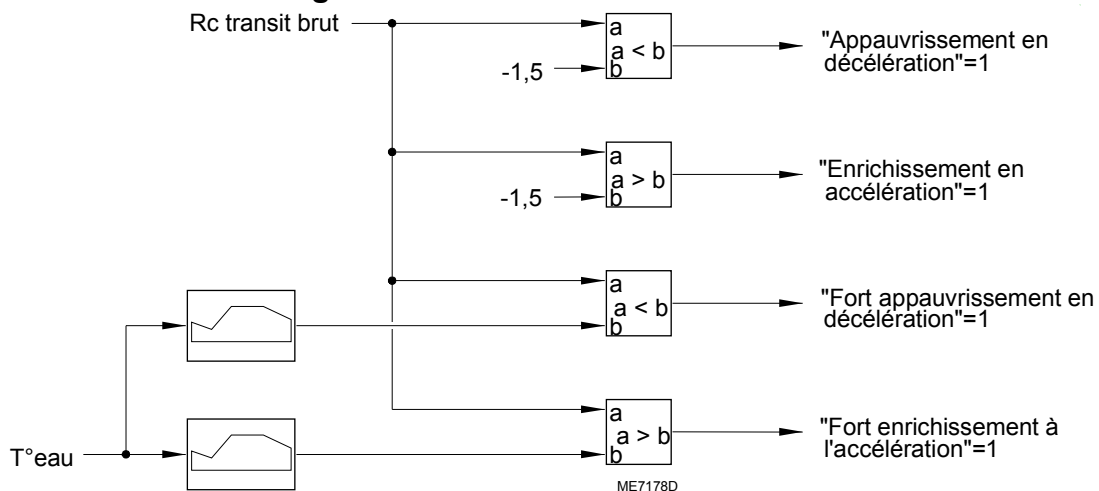 Rc transit brut
a
a < b
b
-1,5
"Appauvrissement en
décélération"=1
a
a > b
b
-1,5
"Enrichissement en
accélération"=1
a
a < b
b
"Fort appauvrissement en
décélération"=1
a
a > b
b
"Fort enrichissement à
l'accélération"=1
T°eau
ME7178D